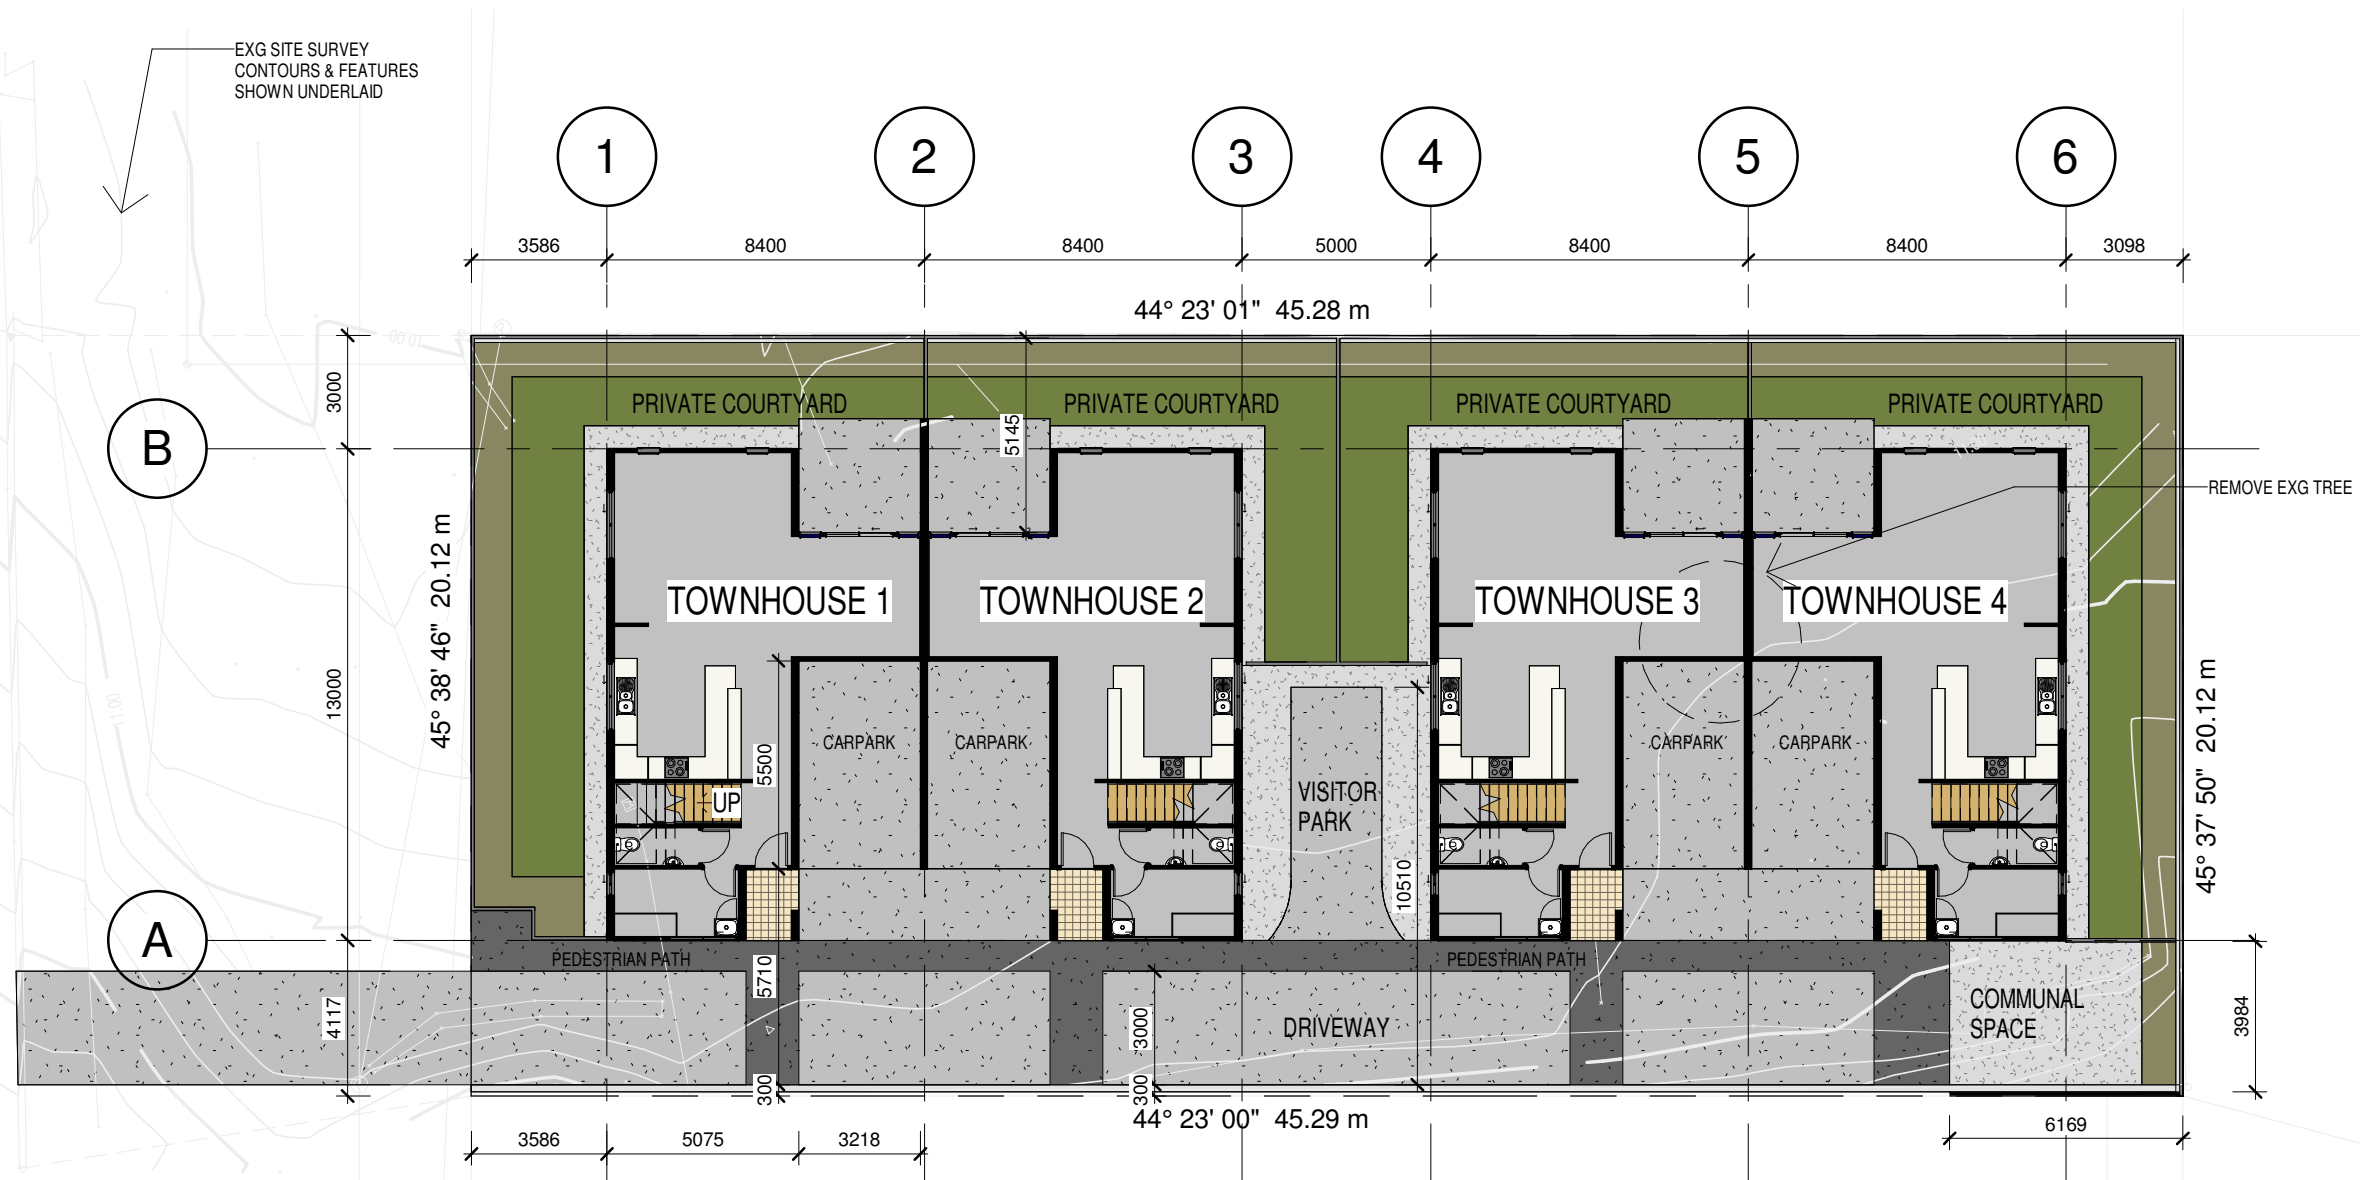 EXG SITE SURVEY
CONTOURS & FEATURES
SHOWN UNDERLAID
1
2
3
4
5
6
3586
8400
8400
5000
8400
8400
3098
44° 23' 01" 45.28 m
10.00
3000
B
PRIVATE COURTYARD
PRIVATE COURTYARD
PRIVATE COURTYARD
PRIVATE COURTYARD
5145
REMOVE EXG TREE
45° 38' 46" 20.12 m
TOWNHOUSE 1
TOWNHOUSE 2
TOWNHOUSE 3
TOWNHOUSE 4
13000
11.00
45° 37' 50" 20.12 m
CARPARK
CARPARK
CARPARK
CARPARK
5500
UP
VISITOR
PARK
10510
A
PEDESTRIAN PATH
PEDESTRIAN PATH
5710
4117
3000
DRIVEWAY
COMMUNAL
SPACE
3984
300
300
44° 23' 00" 45.29 m
3586
5075
3218
6169